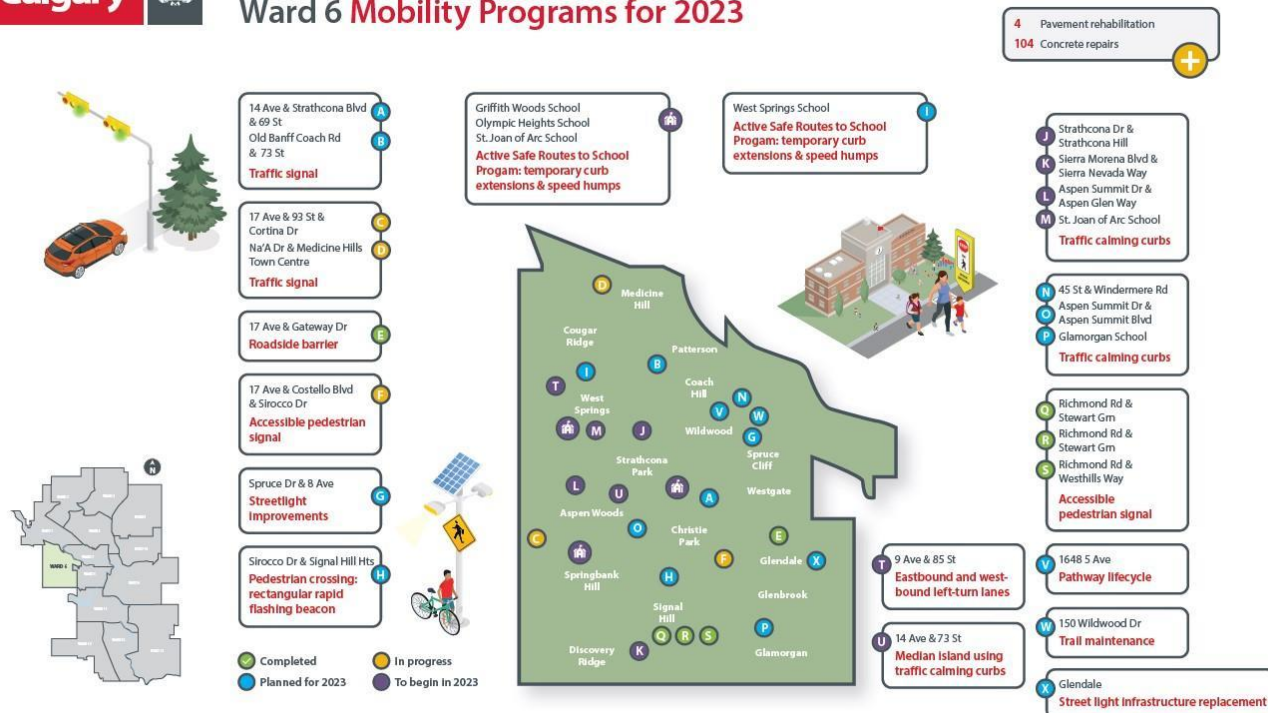 Calgary
Ward 6 Mobility Programs for 2023
4 Pavement rehabilitation
104 Concrete repairs
+
14 Ave & Strathcona Blvd
& 69 St
A
Old Banff Coach Rd
& 73 St
B
Traffic signal
17 Ave & 93 St &
Cortina Dr
C
Na'A Dr & Medicine Hills
Town Centre
D
Traffic signal
17 Ave & Gateway Dr
Roadside barrier
E
17 Ave & Costello Blvd
& Sirocco Dr
F
Accessible pedestrian
signal
Spruce Dr & 8 Ave
Streetlight
improvements
G
Sirocco Dr & Signal Hill Hts
Pedestrian crossing:
rectangular rapid
flashing beacon
H
Griffith Woods School
Olympic Heights School
St. Joan of Arc School
Active Safe Routes to School
Progam: temporary curb
extensions & speed humps
West Springs School
I
Active Safe Routes to School
Progam: temporary curb
extensions & speed humps
J
Strathcona Dr &
Strathcona Hill
K
Sierra Morena Blvd &
Sierra Nevada Way
L
Aspen Summit Dr &
Aspen Glen Way
M
St. Joan of Arc School
Traffic calming curbs
N
45 St & Windermere Rd
O
Aspen Summit Dr &
Aspen Summit Blvd
P
Glamorgan School
Traffic calming curbs
Q
Richmond Rd &
Stewart Grn
R
Richmond Rd &
Stewart Grn
S
Richmond Rd &
Westhills Way
Accessible
pedestrian signal
T
9 Ave & 85 St
Eastbound and west-
bound left-turn lanes
U
14 Ave & 73 St
Median island using
traffic calming curbs
V
1648 5 Ave
Pathway lifecycle
W
150 Wildwood Dr
Trail maintenance
X
Glendale
Street light infrastructure replacement
D
Medicine
Hill
Cougar
Ridge
Patterson
B
I
T
Coach
Hill
N
West
Springs
V
W
M
J
Wildwood
G
Spruce
Cliff
Strathcona
Park
L
U
A
Westgate
Aspen Woods
O
Christie
Park
C
E
F
Glendale
X
Springbank
Hill
H
Glenbrook
Signal
Hill
Q R S
P
Discovery
Ridge
K
Glamorgan
N
WARD 6
STOP
Completed
In progress
Planned for 2023
To begin in 2023